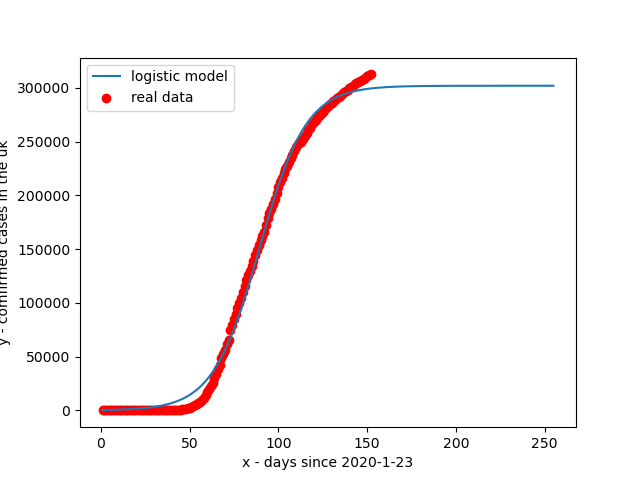 logistic model
real data
300000
250000
200000
150000
100000
50000
0
y - comfirmed cases in the uk
0 50 100 150 200 250
x - days since 2020-1-23